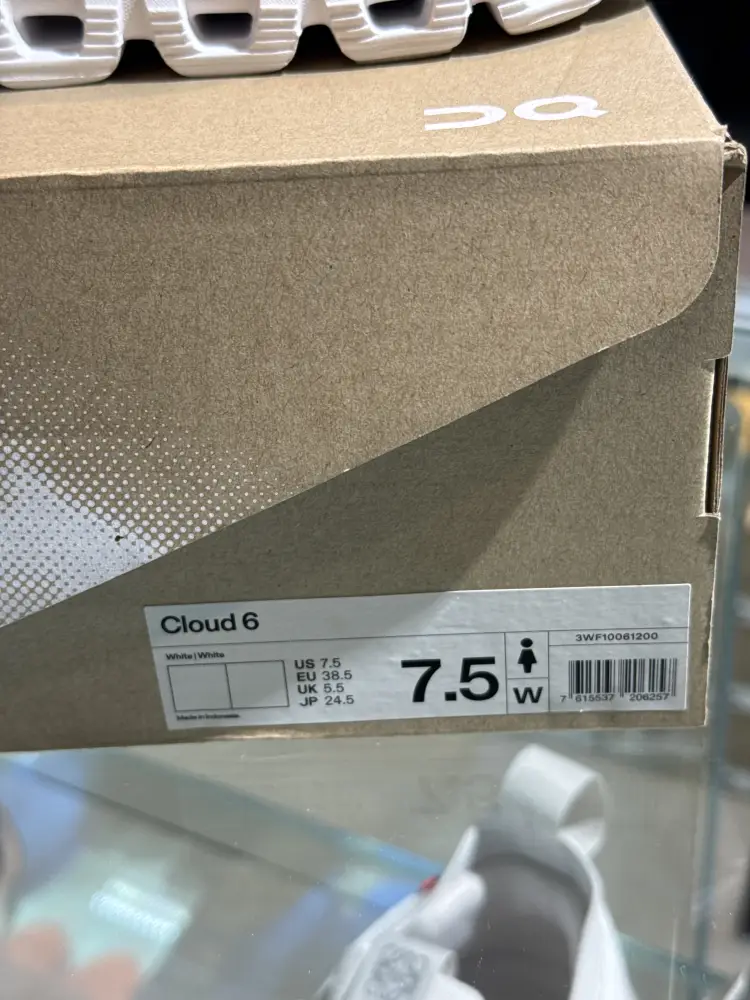 On
Cloud 6
White | White
US 7.5
EU 38.5
UK 5.5
JP 24.5
Made in Indonesia
7.5
W
3WF10061200
7 615537 206257